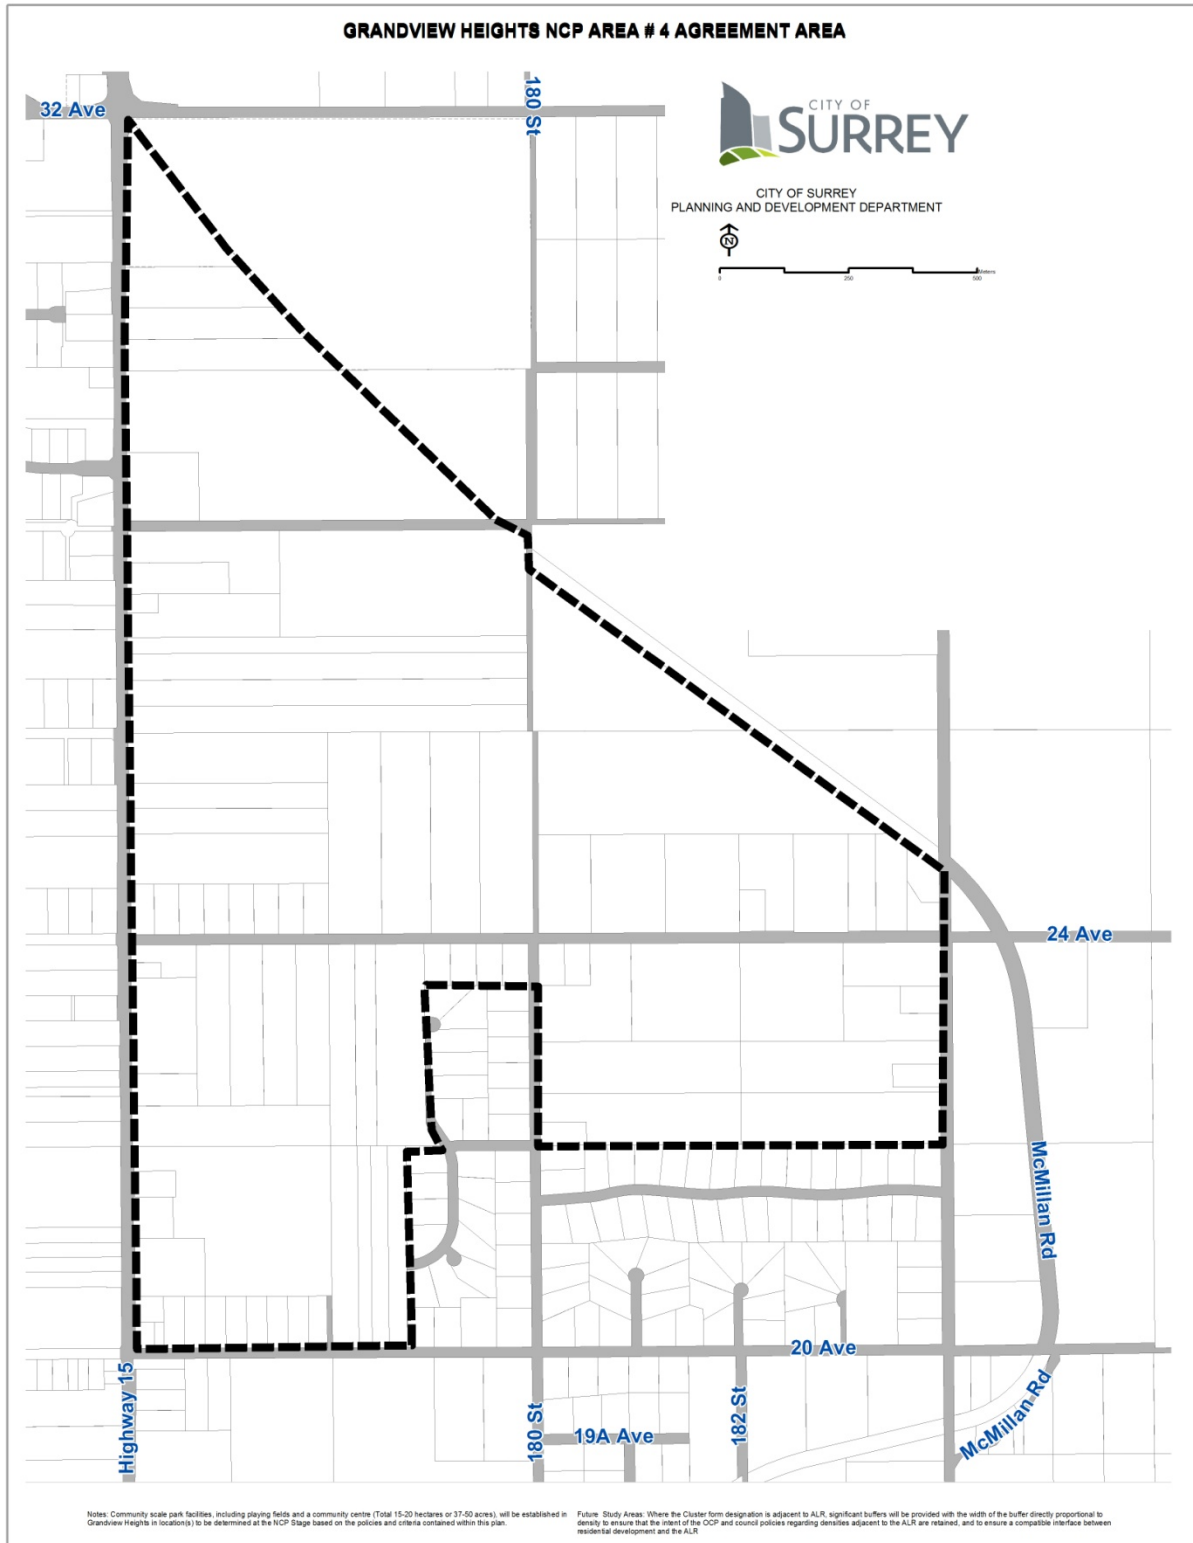 GRANDVIEW HEIGHTS NCP AREA # 4 AGREEMENT AREA
32 Ave
180 St
CITY OF
SURREY
CITY OF SURREY
PLANNING AND DEVELOPMENT DEPARTMENT
N
Meters
0 250 500
24 Ave
McMillan Rd
20 Ave
Highway 15
180 St
19A Ave
182 St
McMillan Rd
Notes: Community scale park facilities, including playing fields and a community centre (Total 15-20 hectares or 37-50 acres), will be established in
Grandview Heights in location(s) to be determined at the NCP Stage based on the policies and criteria contained within this plan.
Future Study Areas: Where the Cluster form designation is adjacent to ALR, significant buffers will be provided with the width of the buffer directly proportional to
density to ensure that the intent of the OCP and council policies regarding densities adjacent to the ALR are retained, and to ensure a compatible interface between
residential development and the ALR